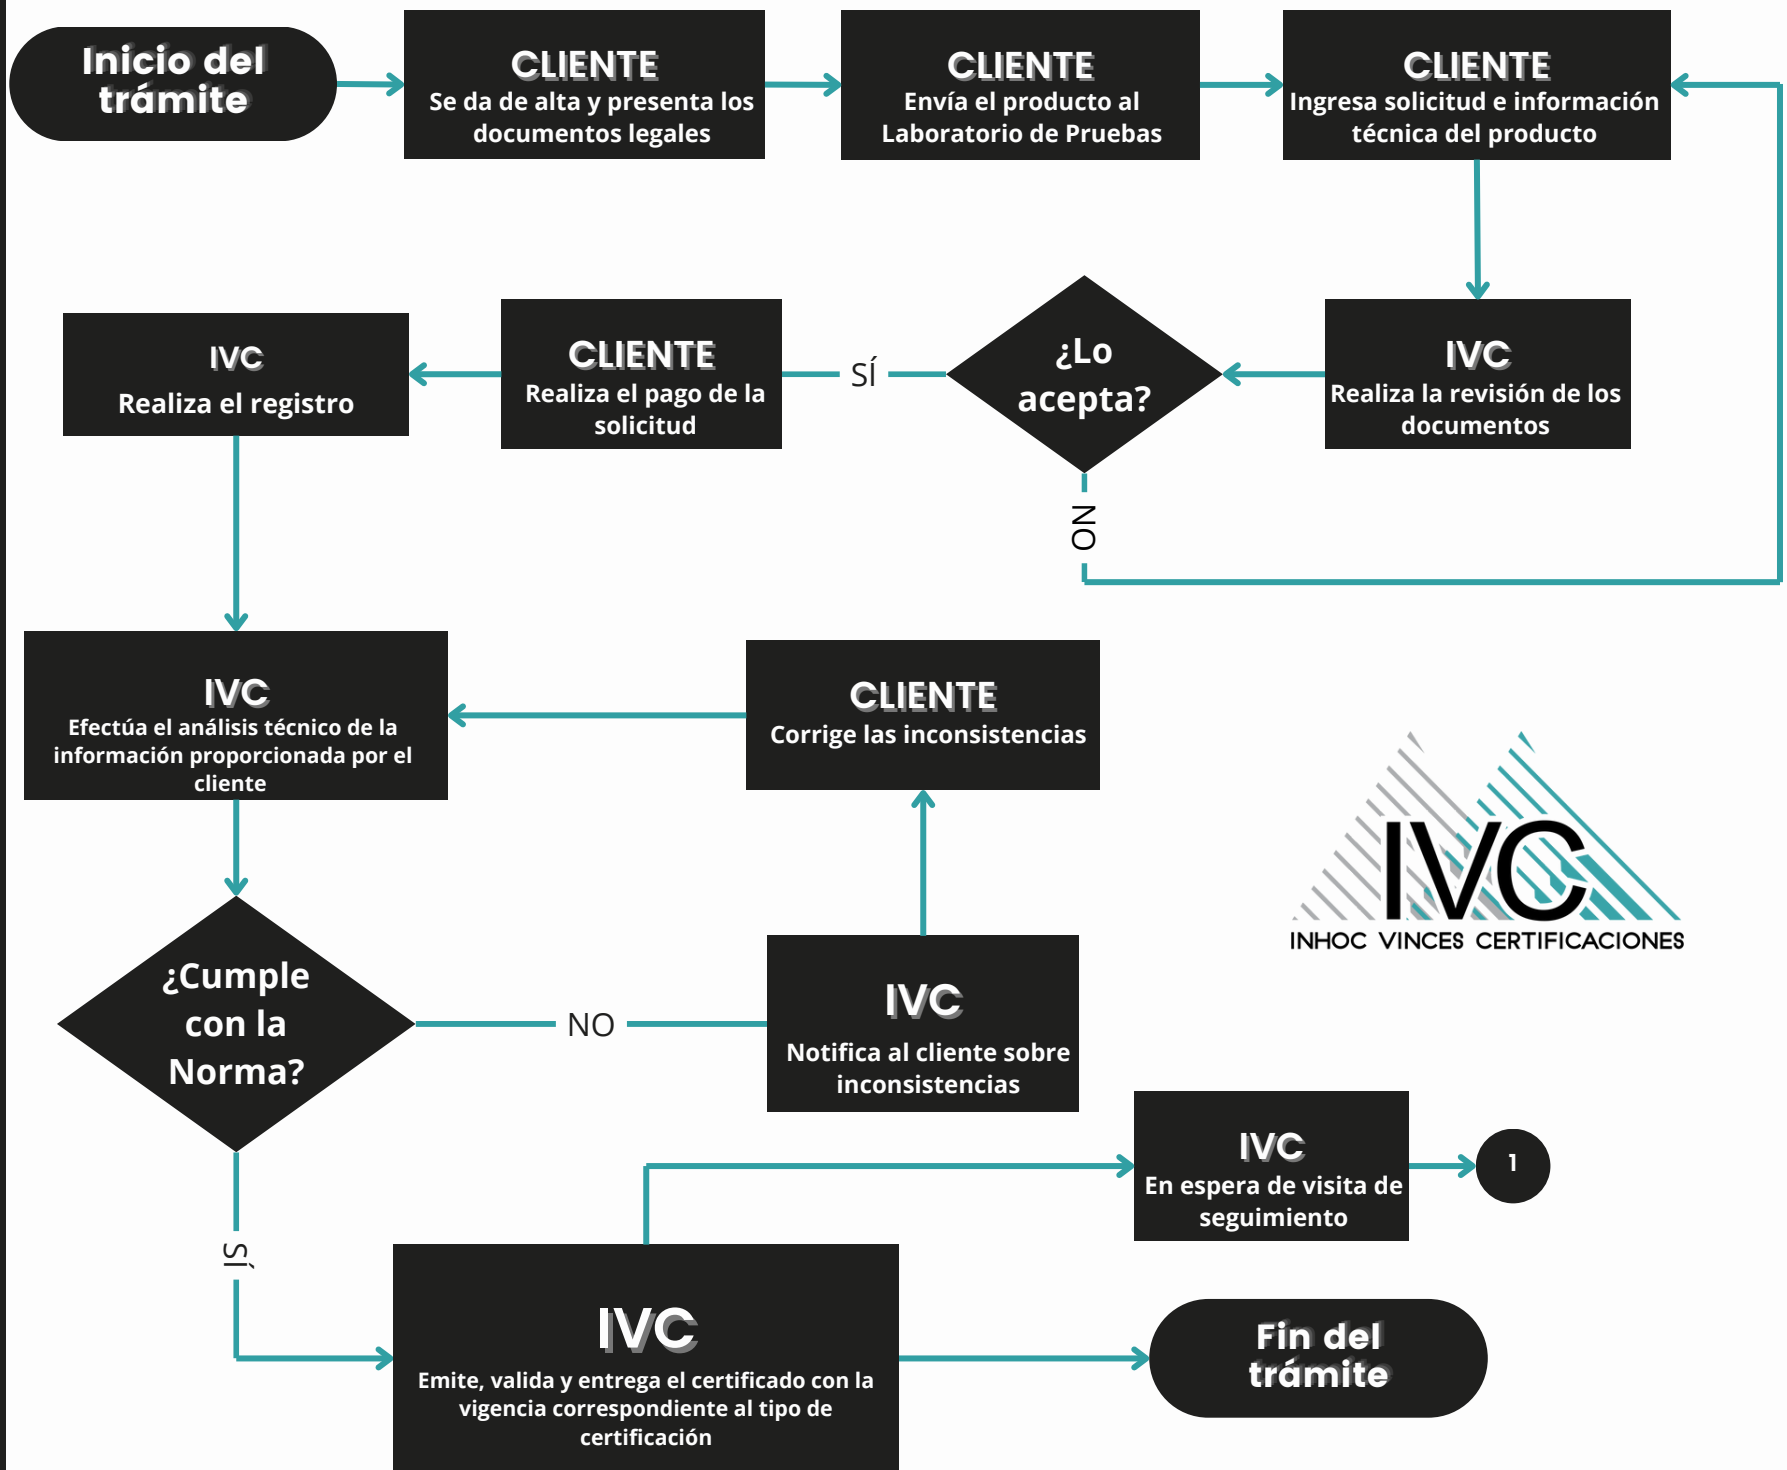 Inicio del
trámite
CLIENTE
Se da de alta y presenta los
documentos legales
CLIENTE
Envía el producto al
Laboratorio de Pruebas
CLIENTE
Ingresa solicitud e información
técnica del producto
IVC
Realiza la revisión de los
documentos
¿Lo
acepta?
SÍ
NO
CLIENTE
Realiza el pago de la
solicitud
IVC
Realiza el registro
IVC
Efectúa el análisis técnico de la
información proporcionada por el
cliente
¿Cumple
con la
Norma?
NO
IVC
Notifica al cliente sobre
inconsistencias
CLIENTE
Corrige las inconsistencias
SÍ
IVC
Emite, valida y entrega el certificado con la
vigencia correspondiente al tipo de
certificación
IVC
En espera de visita de
seguimiento
1
Fin del
trámite
IVC
INHOC VINCES CERTIFICACIONES